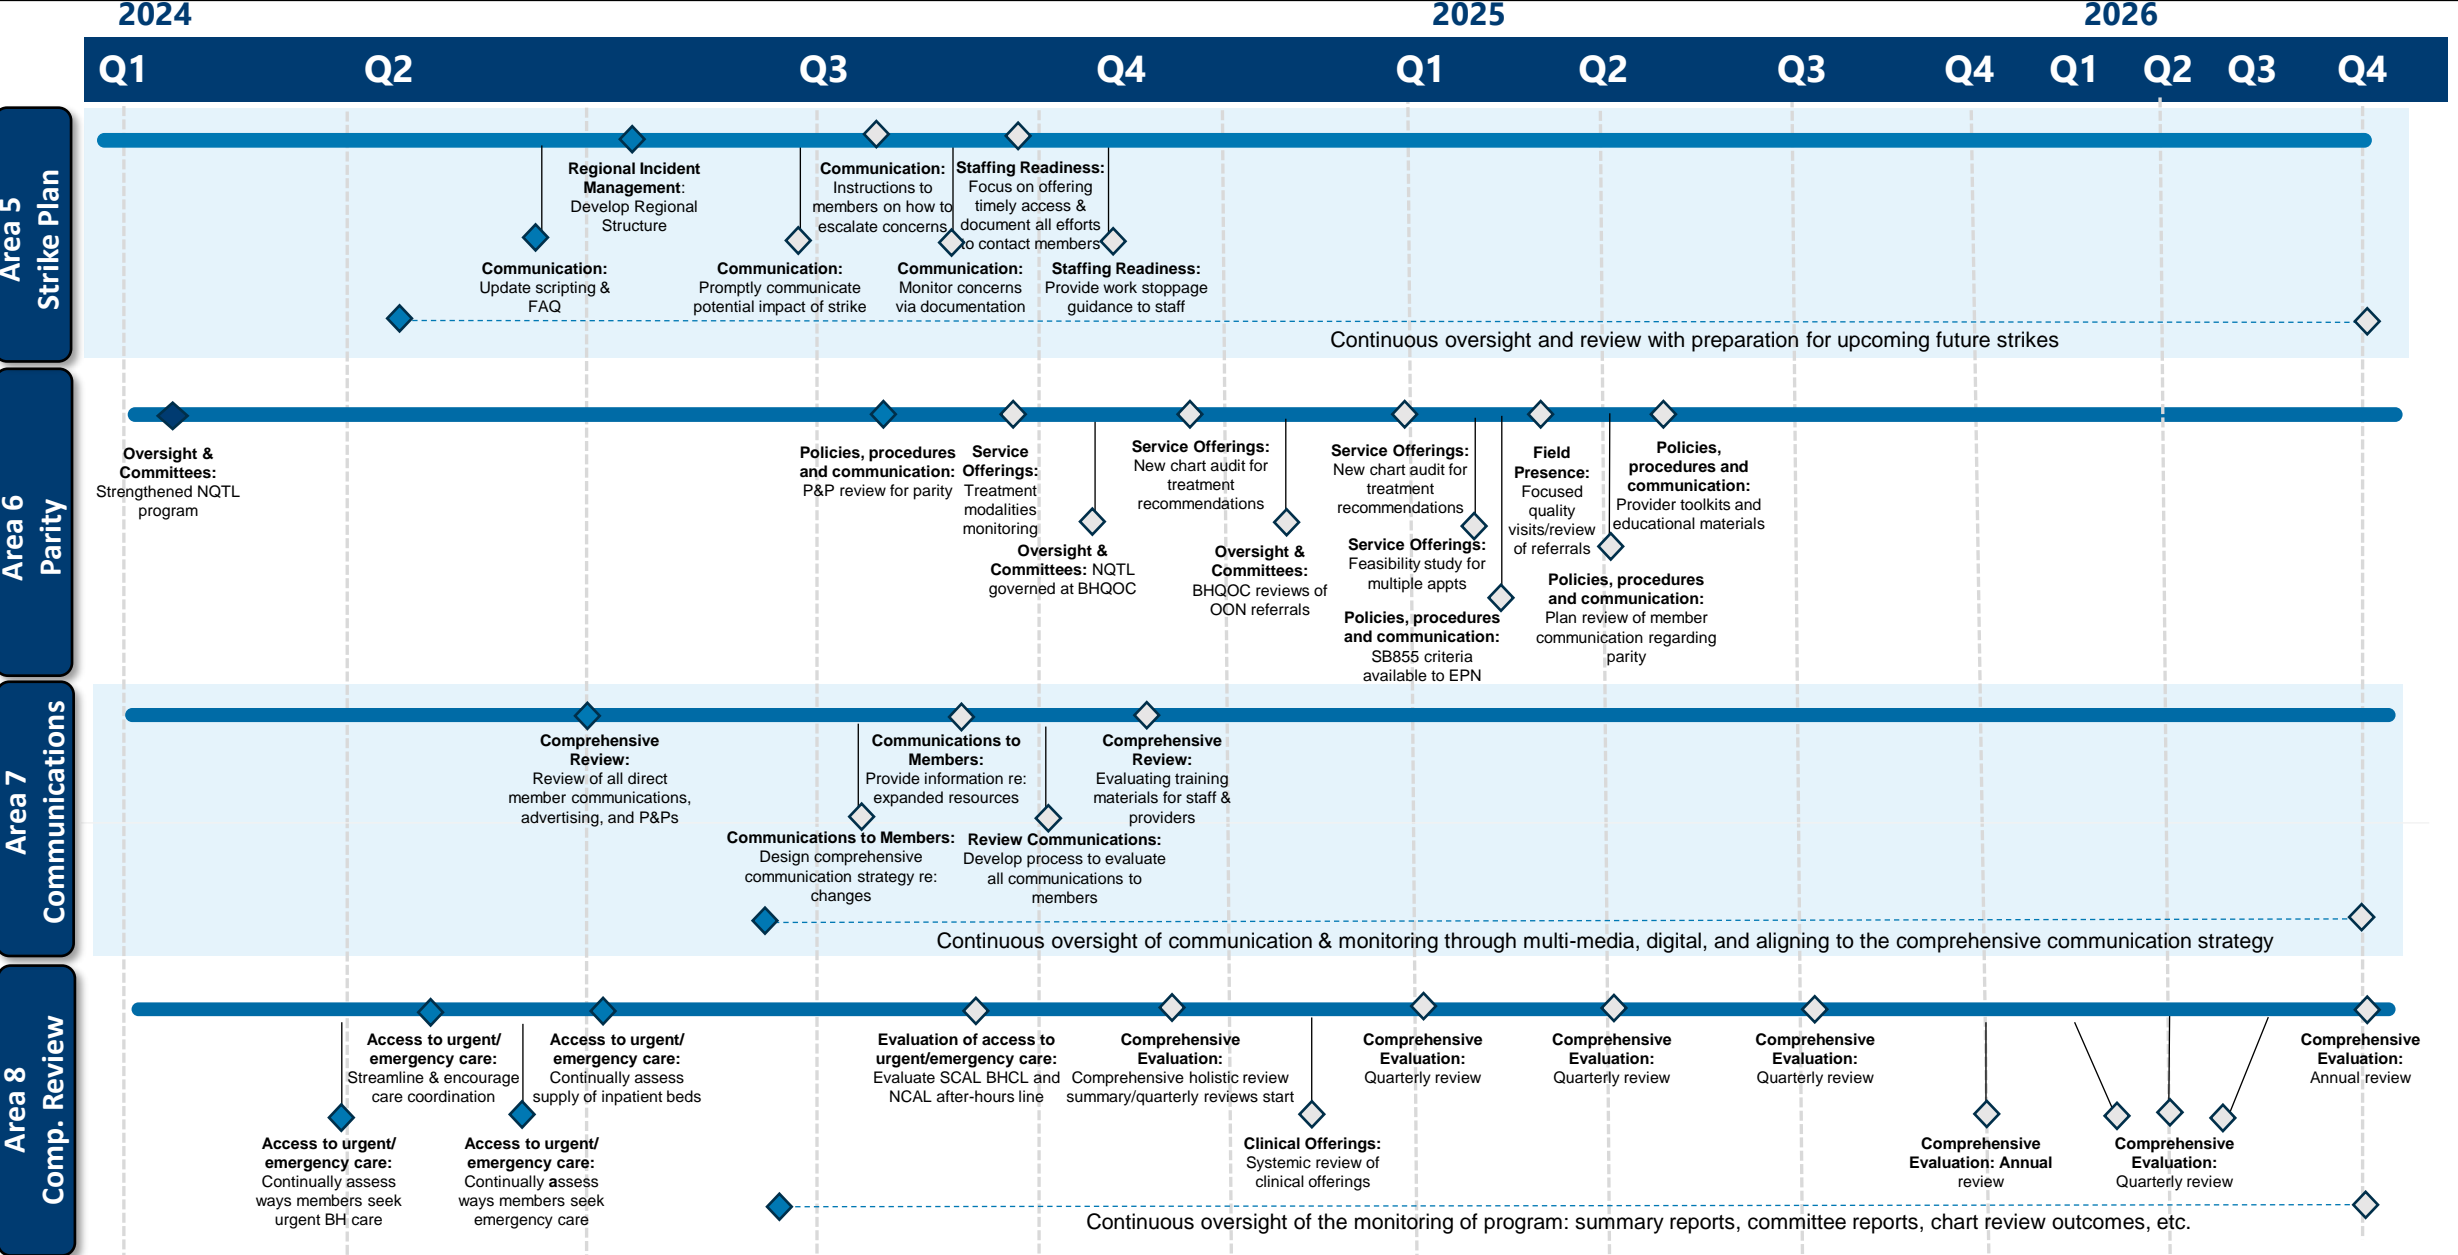 2024
2025
2026
Q1
Q2
Q3
Q4
Q1
Q2
Q3
Q4
Q1
Q2
Q3
Q4
Area 5
Strike Plan
Regional Incident
Management:
Develop Regional
Structure
Communication:
Instructions to
members on how to
escalate concerns
Staffing Readiness:
Focus on offering
timely access &
document all efforts
to contact members
Communication:
Update scripting &
FAQ
Communication:
Promptly communicate
potential impact of strike
Communication:
Monitor concerns
via documentation
Staffing Readiness:
Provide work stoppage
guidance to staff
Continuous oversight and review with preparation for upcoming future strikes
Area 6
Parity
Oversight &
Committees:
Strengthened NQTL
program
Policies, procedures
and communication:
P&P review for parity
Service
Offerings:
Treatment
modalities
monitoring
Oversight &
Committees: NQTL
governed at BHQOC
Service Offerings:
New chart audit for
treatment
recommendations
Oversight &
Committees:
BHQOC reviews of
OON referrals
Service Offerings:
New chart audit for
treatment
recommendations
Service Offerings:
Feasibility study for
multiple appts
Policies, procedures
and communication:
SB855 criteria
available to EPN
Field
Presence:
Focused
quality
visits/review
of referrals
Policies,
procedures and
communication:
Provider toolkits and
educational materials
Policies, procedures
and communication:
Plan review of member
communication regarding
parity
Area 7
Communications
Comprehensive
Review:
Review of all direct
member communications,
advertising, and P&Ps
Communications to
Members:
Provide information re:
expanded resources
Comprehensive
Review:
Evaluating training
materials for staff &
providers
Communications to Members:
Design comprehensive
communication strategy re:
changes
Review Communications:
Develop process to evaluate
all communications to
members
Continuous oversight of communication & monitoring through multi-media, digital, and aligning to the comprehensive communication strategy
Area 8
Comp. Review
Access to urgent/
emergency care:
Streamline & encourage
care coordination
Access to urgent/
emergency care:
Continually assess
supply of inpatient beds
Evaluation of access to
urgent/emergency care:
Evaluate SCAL BHCL and
NCAL after-hours line
Comprehensive
Evaluation:
Comprehensive holistic review
summary/quarterly reviews start
Comprehensive
Evaluation:
Quarterly review
Comprehensive
Evaluation:
Quarterly review
Comprehensive
Evaluation:
Quarterly review
Comprehensive
Evaluation:
Annual review
Access to urgent/
emergency care:
Continually assess
ways members seek
urgent BH care
Access to urgent/
emergency care:
Continually assess
ways members seek
emergency care
Clinical Offerings:
Systemic review of
clinical offerings
Comprehensive
Evaluation: Annual
review
Comprehensive
Evaluation:
Quarterly review
Continuous oversight of the monitoring of program: summary reports, committee reports, chart review outcomes, etc.